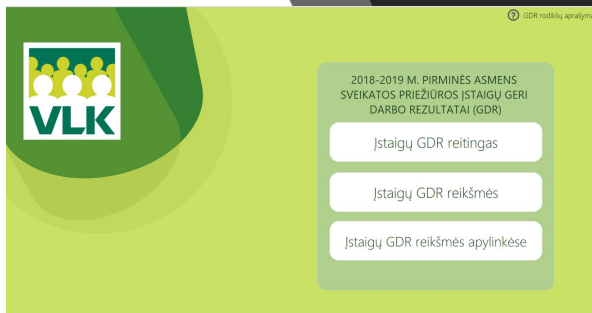 GDR rodiklių aprašyma
VLK
2018-2019 M. PIRMINĖS ASMENS
SVEIKATOS PRIEŽIŪROS ĮSTAIGŲ GERI
DARBO REZULTATAI (GDR)
Įstaigų GDR reitingas
Įstaigų GDR reikšmės
Įstaigų GDR reikšmės apylinkėse